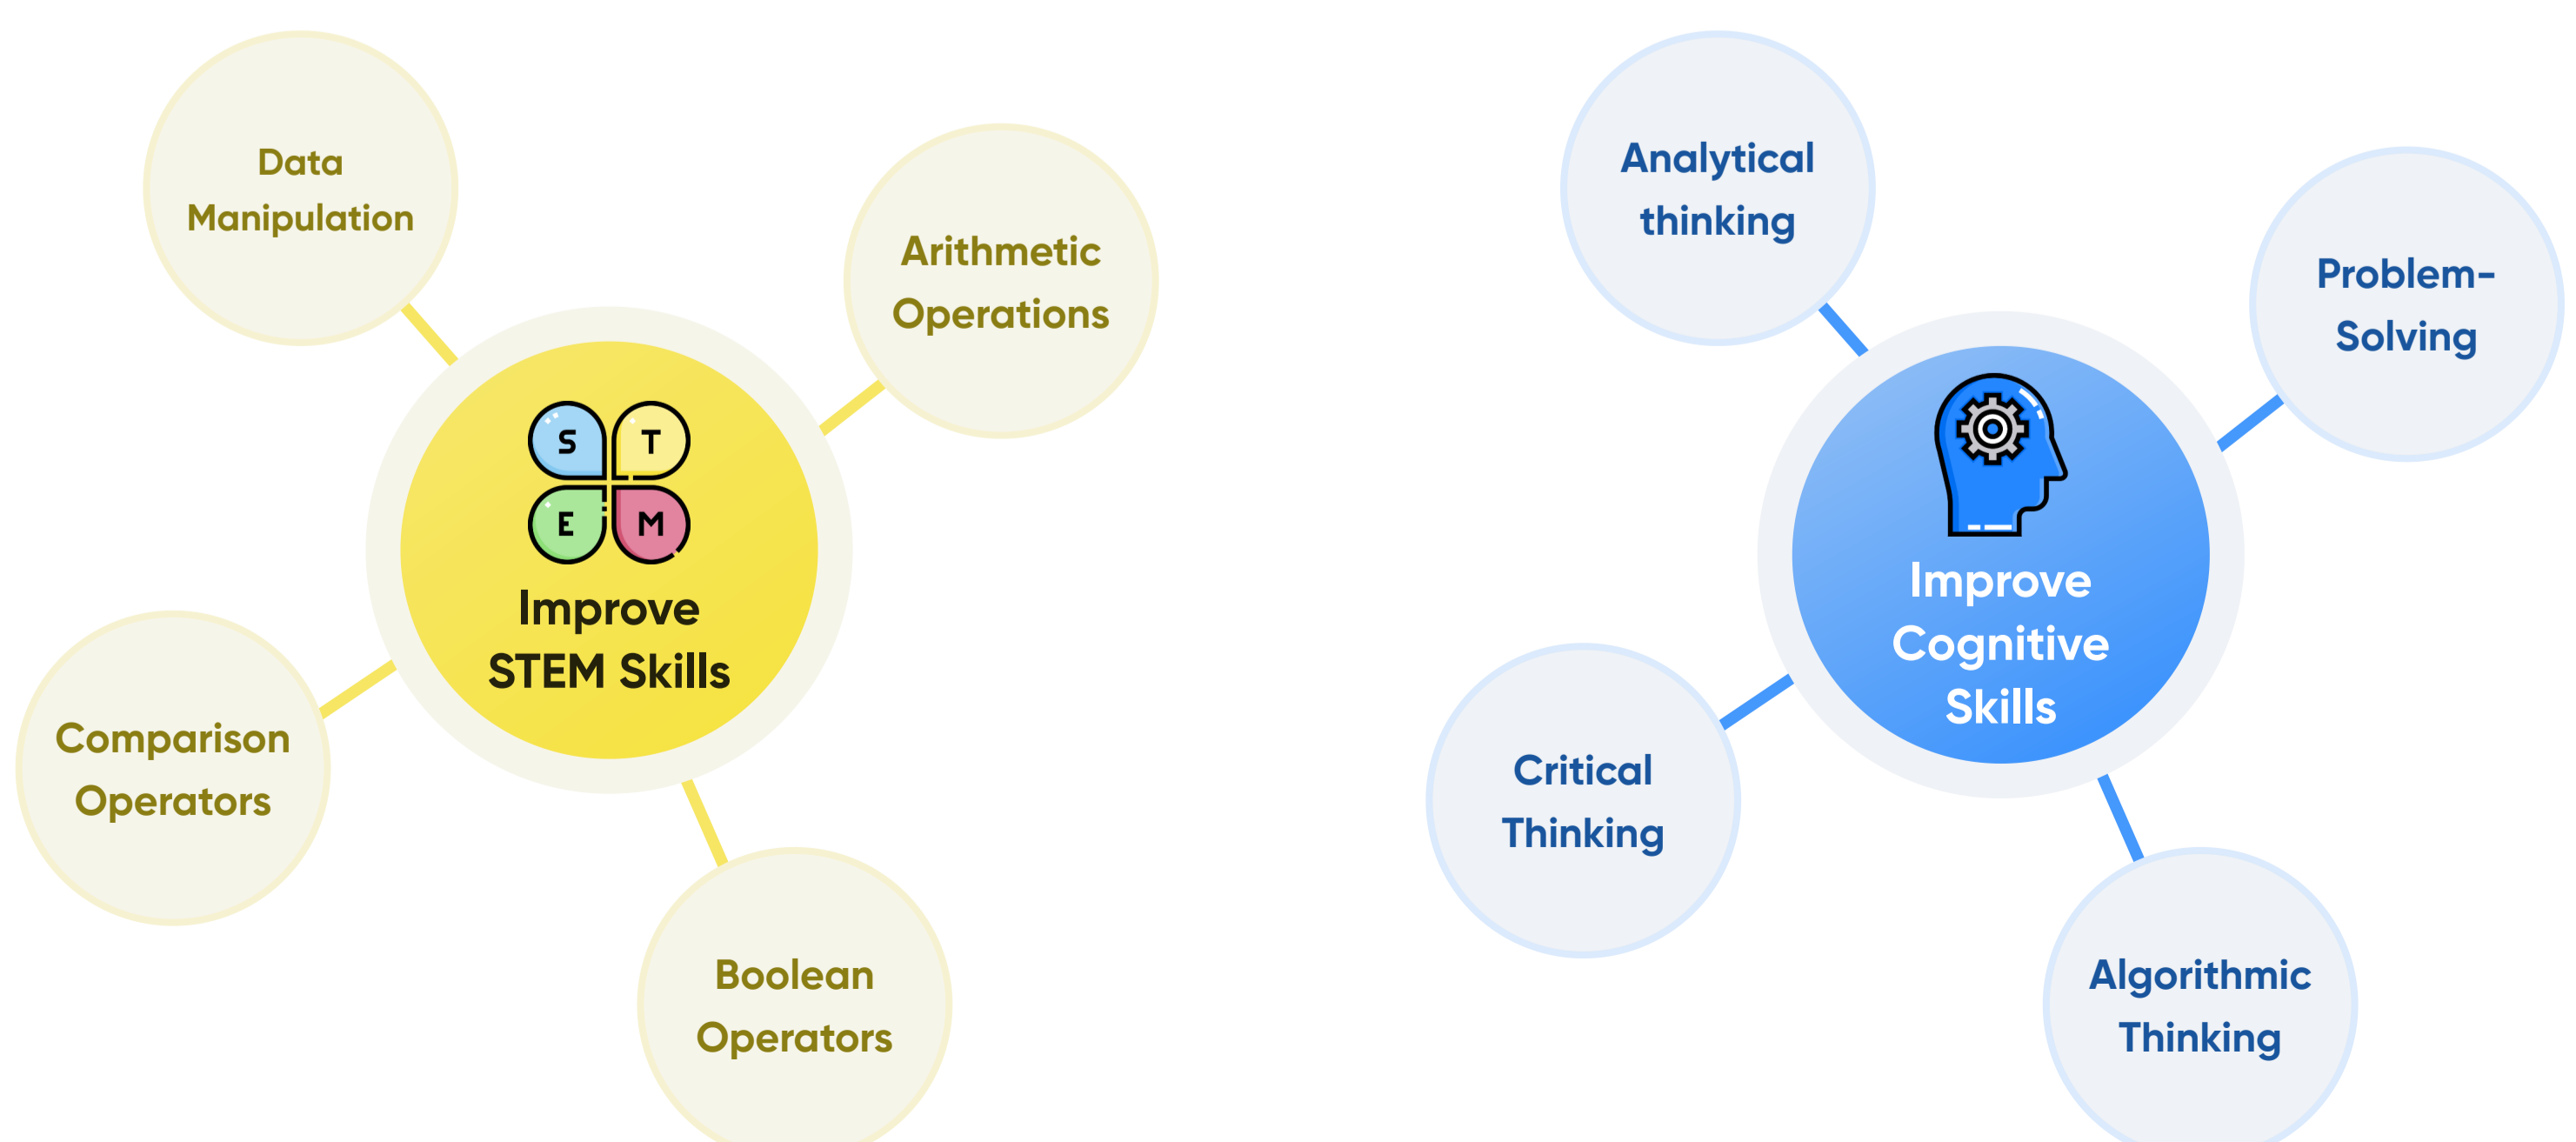 Data
Manipulation
Arithmetic
Operations
S T
E M
Improve
STEM Skills
Comparison
Operators
Boolean
Operators
Analytical
thinking
Problem-
Solving
Improve
Cognitive
Skills
Critical
Thinking
Algorithmic
Thinking